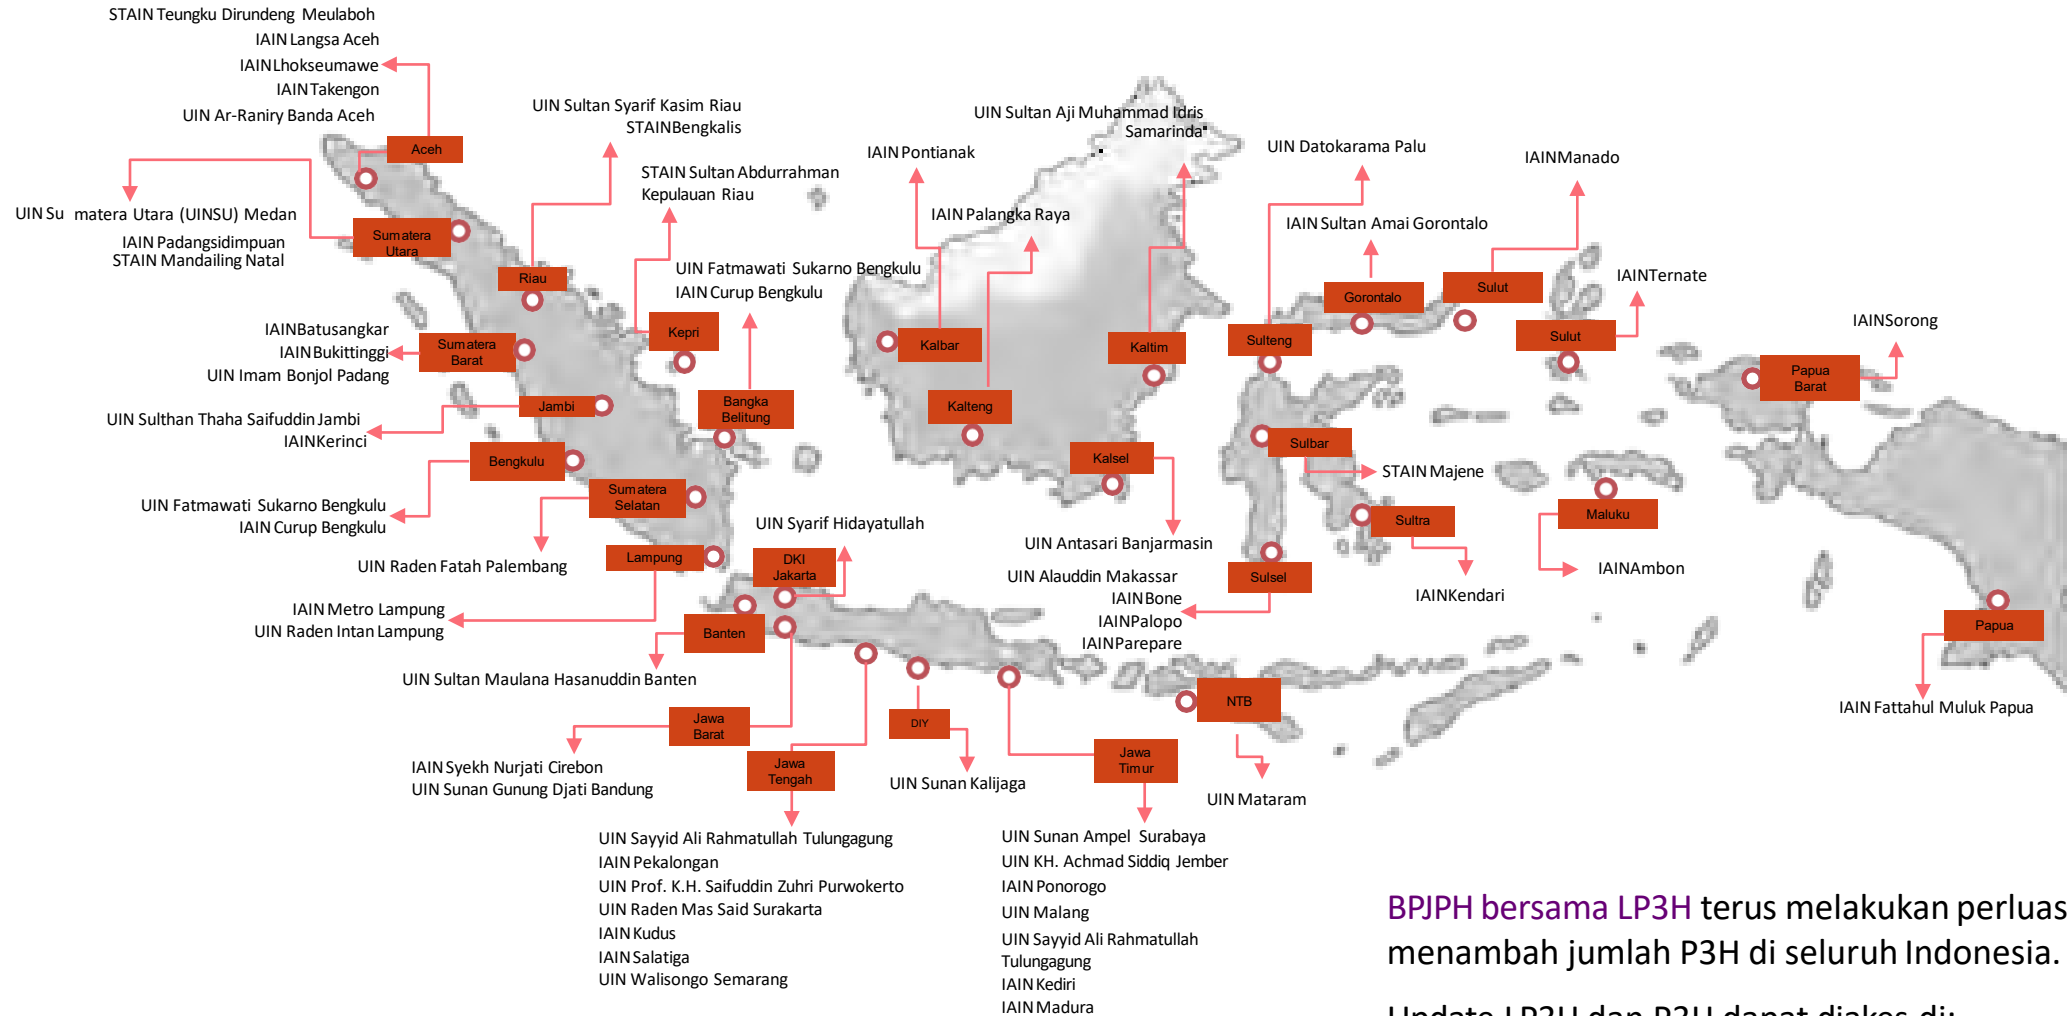 STAIN Teungku Dirundeng Meulaboh
IAIN Langsa Aceh
IAIN Lhokseumawe
IAIN Takengon
UIN Ar-Raniry Banda Aceh
Aceh
UIN Su matera Utara (UINSU) Medan
IAIN Padangsidimpuan
STAIN Mandailing Natal
Sumatera
Utara
UIN Sultan Syarif Kasim Riau
STAIN Bengkalis
Riau
STAIN Sultan Abdurrahman
Kepulauan Riau
Kepri
UIN Fatmawati Sukarno Bengkulu
IAIN Curup Bengkulu
Bangka
Belitung
IAIN Batusangkar
IAIN Bukittinggi
UIN Imam Bonjol Padang
Sumatera
Barat
UIN Sulthan Thaha Saifuddin Jambi
IAIN Kerinci
Jambi
Bengkulu
UIN Fatmawati Sukarno Bengkulu
IAIN Curup Bengkulu
Sumatera
Selatan
UIN Raden Fatah Palembang
Lampung
IAIN Metro Lampung
UIN Raden Intan Lampung
UIN Syarif Hidayatullah
DKI
Jakarta
Banten
UIN Sultan Maulana Hasanuddin Banten
Jawa
Barat
IAIN Syekh Nurjati Cirebon
UIN Sunan Gunung Djati Bandung
Jawa
Tengah
UIN Sayyid Ali Rahmatullah Tulungagung
IAIN Pekalongan
UIN Prof. K.H. Saifuddin Zuhri Purwokerto
UIN Raden Mas Said Surakarta
IAIN Kudus
IAIN Salatiga
UIN Walisongo Semarang
DIY
UIN Sunan Kalijaga
Jawa
Timur
UIN Sunan Ampel Surabaya
UIN KH. Achmad Siddiq Jember
IAIN Ponorogo
UIN Malang
UIN Sayyid Ali Rahmatullah
Tulungagung
IAIN Kediri
IAIN Madura
NTB
UIN Mataram
IAIN Pontianak
Kalbar
IAIN Palangka Raya
Kalteng
UIN Sultan Aji Muhammad Idris
Samarinda
Kaltim
Kalsel
UIN Antasari Banjarmasin
UIN Datokarama Palu
Sulteng
IAIN Sultan Amai Gorontalo
Gorontalo
IAIN Manado
Sulut
IAIN Ternate
Sulut
Sulbar
STAIN Majene
Sultra
IAIN Kendari
Sulsel
UIN Alauddin Makassar
IAIN Bone
IAIN Palopo
IAIN Parepare
Maluku
IAIN Ambon
IAIN Sorong
Papua
Barat
Papua
IAIN Fattahul Muluk Papua
BPJPH bersama LP3H terus melakukan perluas
menambah jumlah P3H di seluruh Indonesia.
Update LP3H dan P3H dapat diakes di: